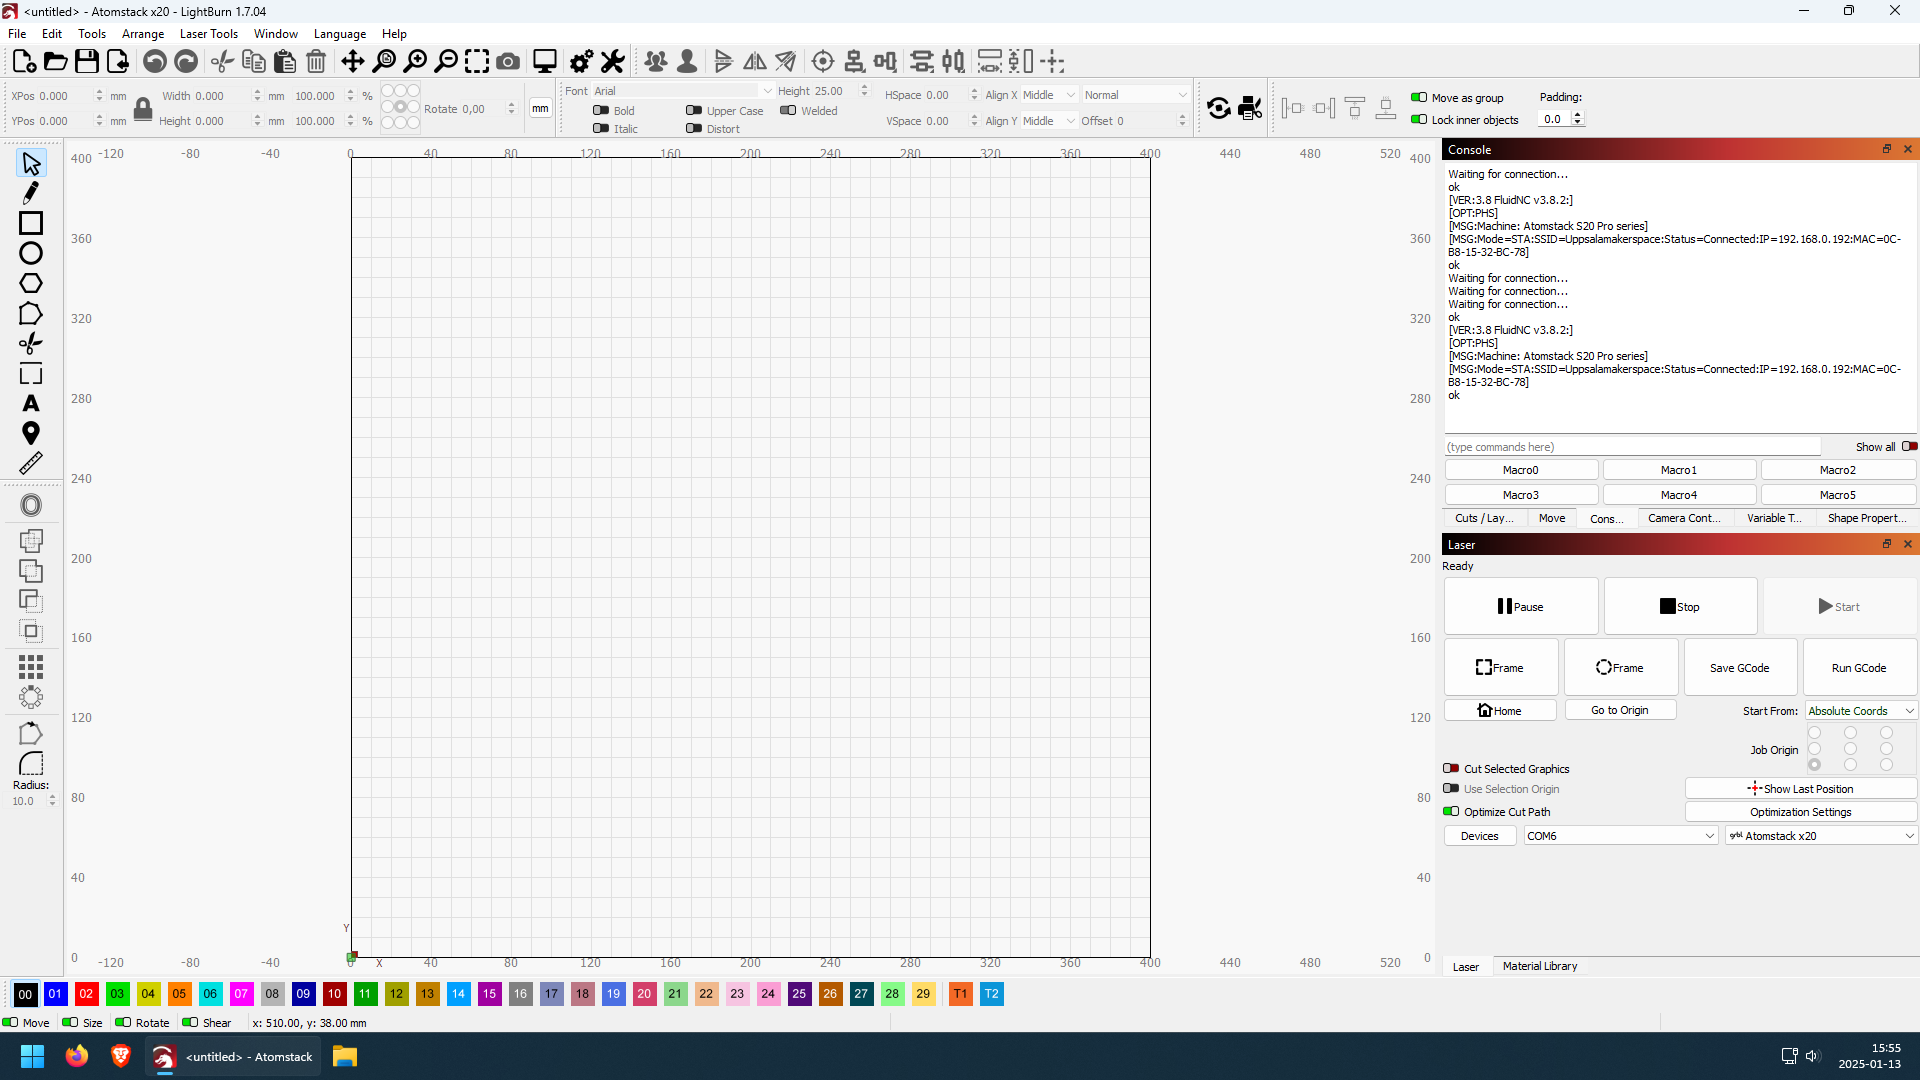 <untitled> - Atomstack x20 - LightBurn 1.7.04
File Edit Tools Arrange Laser Tools Window Language Help
XPos 0.000 mm Width 0.000 mm 100.000 %
YPos 0.000 mm Height 0.000 mm 100.000 %
Rotate 0,00 mm
Font Arial Height 25.00 HSpace 0.00 Align X Middle Normal
Bold Upper Case Welded
Italic Distort VSpace 0.00 Align Y Middle Offset 0
Move as group Padding:
Lock inner objects 0.0
400 -120 -80 -40 0 40 80 120 160 200 240 280 320 360 400 440 480 520 400
360 360
320 320
280 280
240 240
200 200
160 160
120 120
80 80
40 40
Y
0 -120 -80 -40 0 X 40 80 120 160 200 240 280 320 360 400 440 480 520 0
Radius:
10.0
Console
Waiting for connection...
ok
[VER:3.8 FluidNC v3.8.2:]
[OPT:PHS]
[MSG:Machine: Atomstack S20 Pro series]
[MSG:Mode=STA:SSID=Uppsalamakerspace:Status=Connected:IP=192.168.0.192:MAC=0C-
B8-15-32-BC-78]
ok
Waiting for connection...
Waiting for connection...
Waiting for connection...
ok
[VER:3.8 FluidNC v3.8.2:]
[OPT:PHS]
[MSG:Machine: Atomstack S20 Pro series]
[MSG:Mode=STA:SSID=Uppsalamakerspace:Status=Connected:IP=192.168.0.192:MAC=0C-
B8-15-32-BC-78]
ok
(type commands here) Show all
Macro0 Macro1 Macro2
Macro3 Macro4 Macro5
Cuts / Lay... Move Cons... Camera Cont... Variable T... Shape Propert...
Laser
Ready
Pause Stop Start
Frame Frame Save GCode Run GCode
Home Go to Origin Start From: Absolute Coords
Job Origin
Cut Selected Graphics
Use Selection Origin Show Last Position
Optimize Cut Path Optimization Settings
Devices COM6 grbl Atomstack x20
Laser Material Library
00 01 02 03 04 05 06 07 08 09 10 11 12 13 14 15 16 17 18 19 20 21 22 23 24 25 26 27 28 29 T1 T2
Move Size Rotate Shear x: 510.00, y: 38.00 mm
<untitled> - Atomstack
15:55
2025-01-13